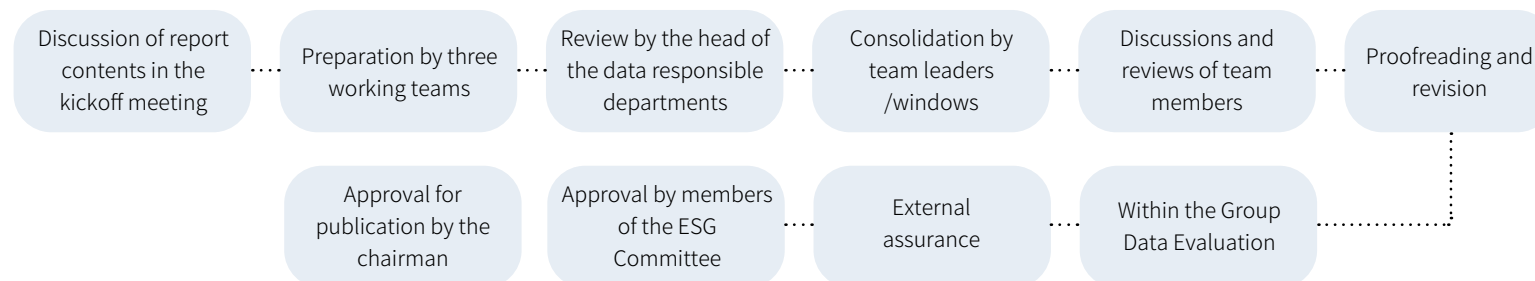 Discussion of report
contents in the
kickoff meeting
Preparation by three
working teams
Review by the head of
the data responsible
departments
Consolidation by
team leaders
/windows
Discussions and
reviews of team
members
Proofreading and
revision
Within the Group
Data Evaluation
External
assurance
Approval by members
of the ESG
Committee
Approval for
publication by the
chairman